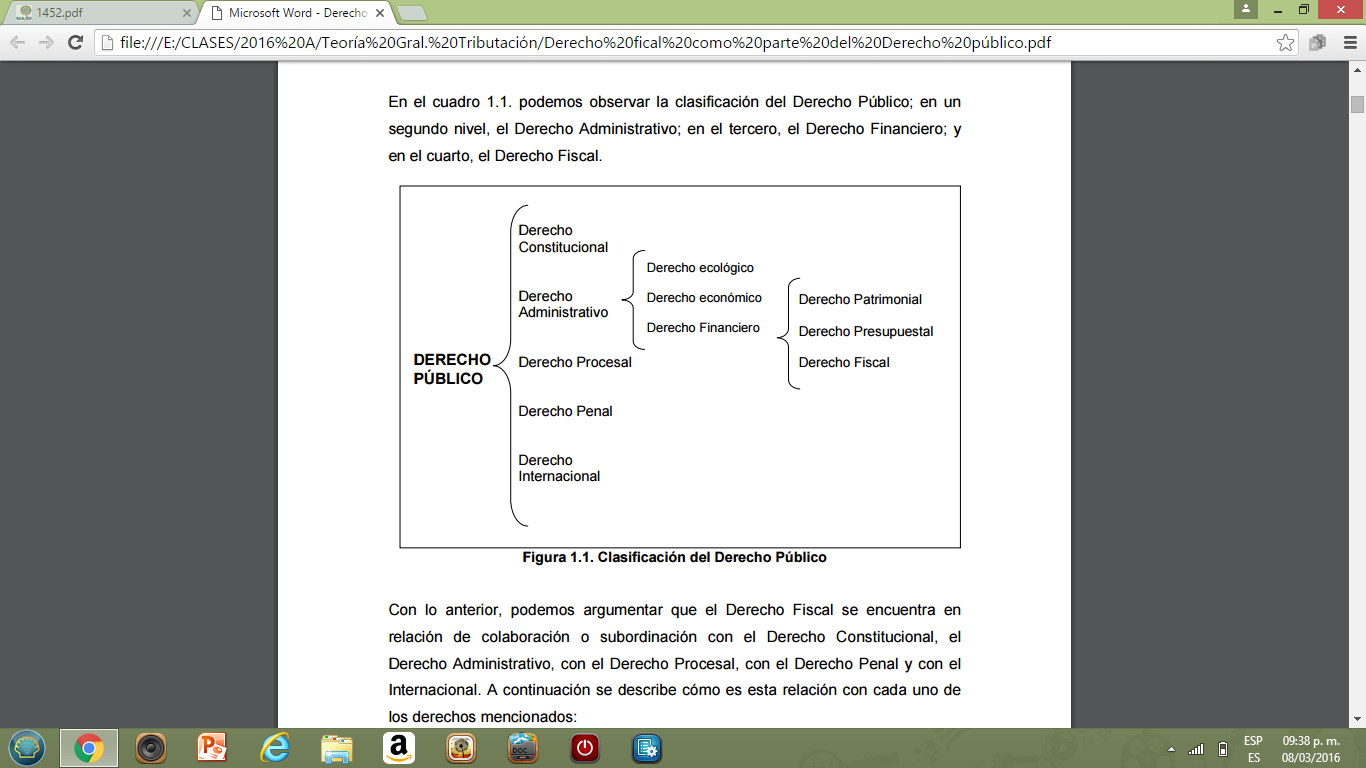 1452.pdf
Microsoft Word - Derecho
file:///E:/CLASES/2016%20A/Teoría%20Gral.%20Tributación/Derecho%20fical%20como%20parte%20del%20Derecho%20público.pdf
En el cuadro 1.1. podemos observar la clasificación del Derecho Público; en un
segundo nivel, el Derecho Administrativo; en el tercero, el Derecho Financiero; y
en el cuarto, el Derecho Fiscal.
DERECHO
PÚBLICO
Derecho
Constitucional
Derecho
Administrativo
Derecho Procesal
Derecho Penal
Derecho
Internacional
Derecho ecológico
Derecho económico
Derecho Financiero
Derecho Patrimonial
Derecho Presupuestal
Derecho Fiscal
Figura 1.1. Clasificación del Derecho Público
Con lo anterior, podemos argumentar que el Derecho Fiscal se encuentra en
relación de colaboración o subordinación con el Derecho Constitucional, el
Derecho Administrativo, con el Derecho Procesal, con el Derecho Penal y con el
Internacional. A continuación se describe cómo es esta relación con cada uno de
los derechos mencionados:
DOC
ESP
ES
09:38 p. m.
08/03/2016